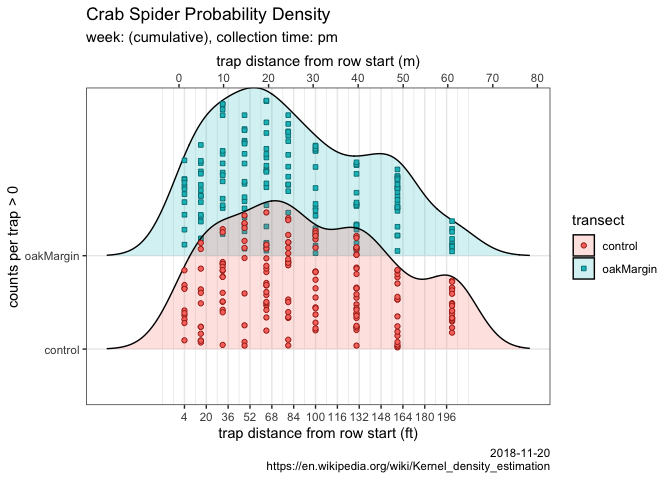 Crab Spider Probability Density
week: (cumulative), collection time: pm
trap distance from row start (m)
0 10 20 30 40 50 60 70 80
counts per trap > 0
oakMargin
control
transect
control
oakMargin
4 20 36 52 68 84 100 116 132 148 164 180 196
trap distance from row start (ft)
2018-11-20
https://en.wikipedia.org/wiki/Kernel_density_estimation